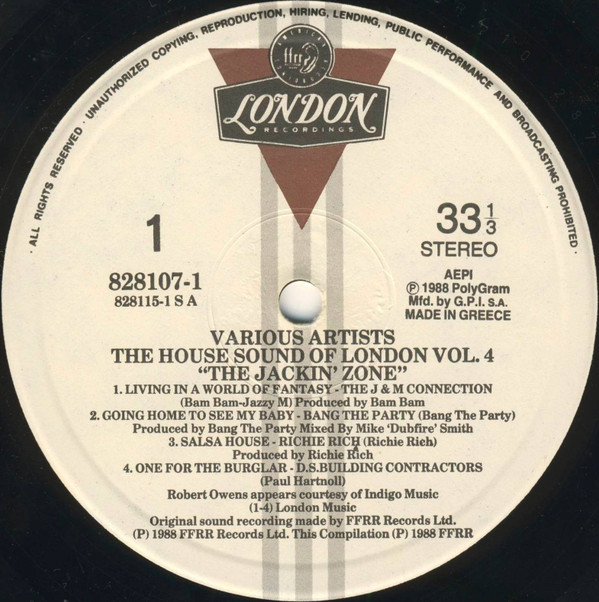 · ALL RIGHTS RESERVED · UNAUTHORIZED COPYING, REPRODUCTION, HIRING, LENDING, PUBLIC PERFORMANCE AND BROADCASTING PROHIBITED ·
ffrr
LONDON
RECORDINGS
1
33 1/3
STEREO
828107-1
828115-1 S A
AEPI
℗ 1988 PolyGram
Mfd. by G.P.I. S.A.
MADE IN GREECE
VARIOUS ARTISTS
THE HOUSE SOUND OF LONDON VOL. 4
“THE JACKIN’ ZONE”
1. LIVING IN A WORLD OF FANTASY - THE J & M CONNECTION
(Bam Bam-Jazzy M) Produced by Bam Bam
2. GOING HOME TO SEE MY BABY - BANG THE PARTY (Bang The Party)
Produced by Bang The Party Mixed By Mike ‘Dubfire’ Smith
3. SALSA HOUSE - RICHIE RICH (Richie Rich)
Produced by Richie Rich
4. ONE FOR THE BURGLAR - D.S.BUILDING CONTRACTORS
(Paul Hartnoll)
Robert Owens appears courtesy of Indigo Music
(1-4) London Music
Original sound recording made by FFRR Records Ltd.
(P) 1988 FFRR Records Ltd. This Compilation (P) 1988 FFRR